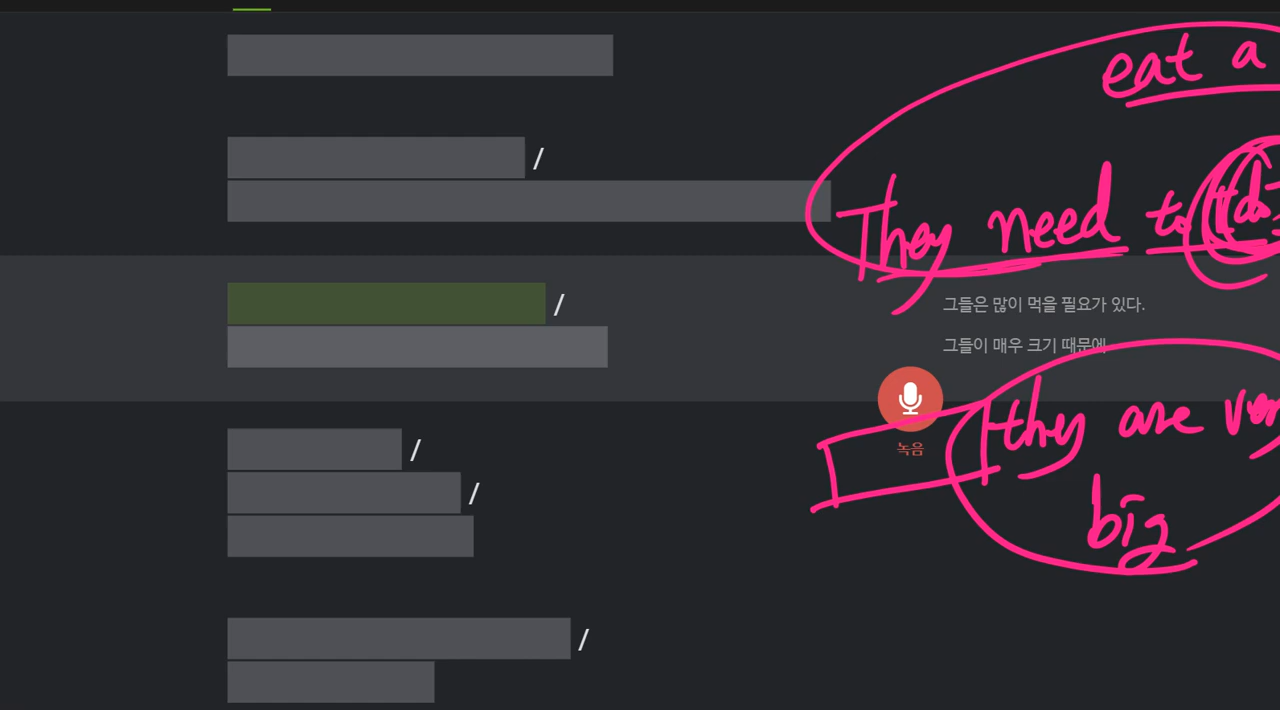 eat a
/
They need to
/
그들은 많이 먹을 필요가 있다.
그들이 매우 크기 때문에
they are
big
녹음
/
/
/